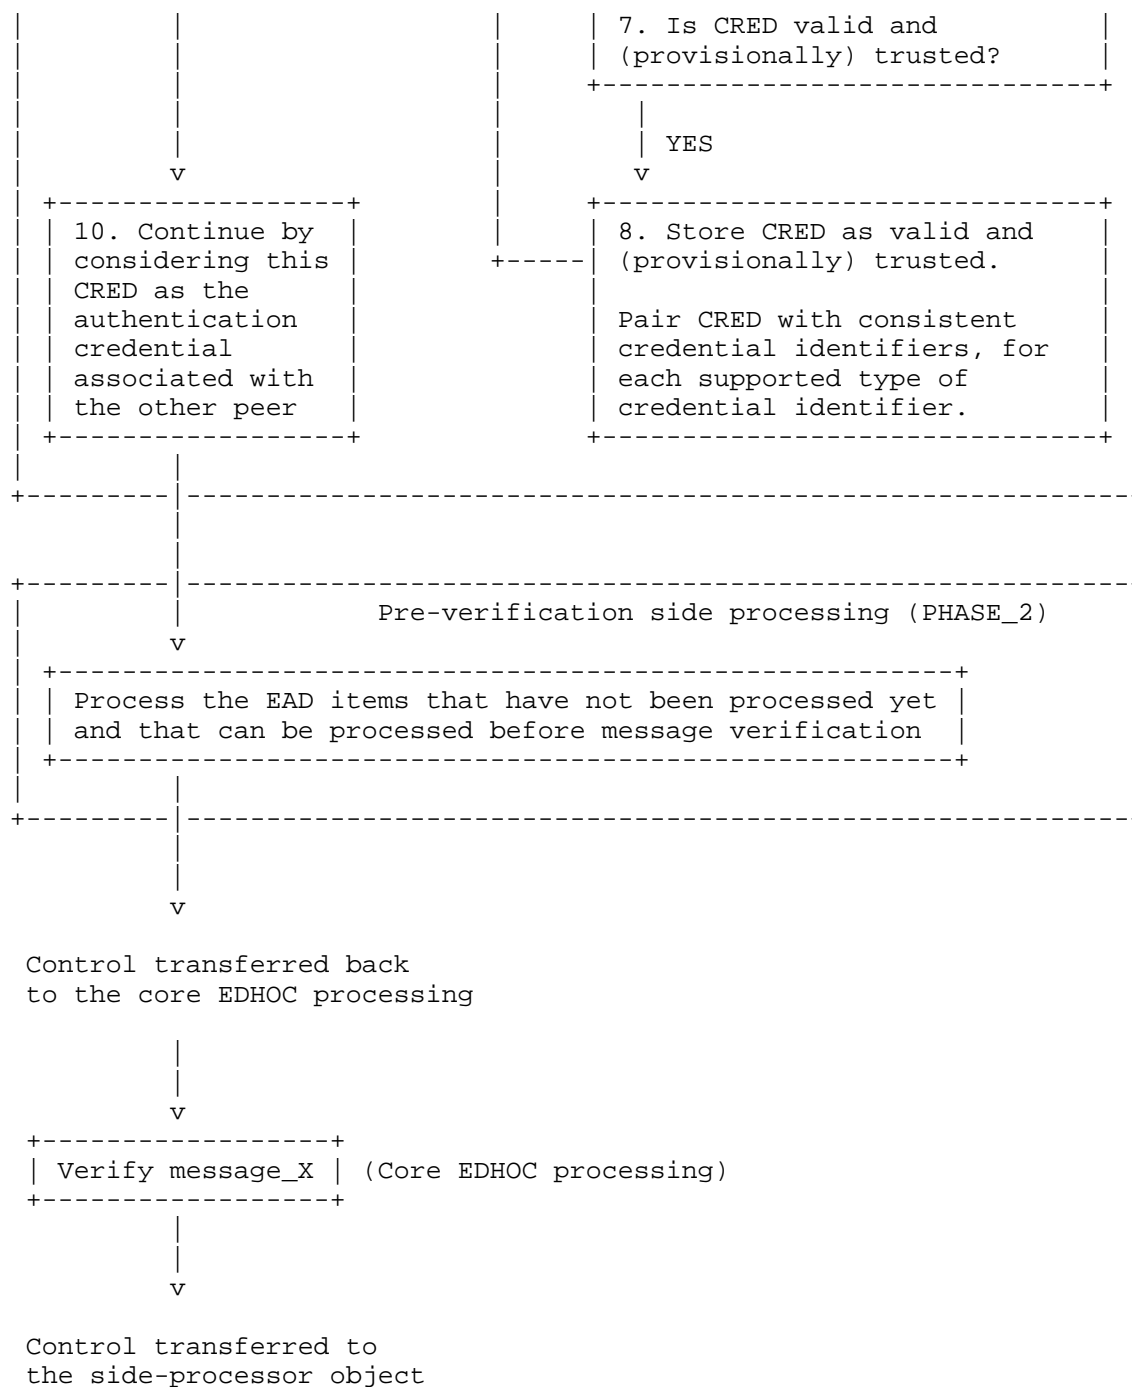 7. Is CRED valid and
(provisionally) trusted?
YES
v
v
10. Continue by
considering this
CRED as the
authentication
credential
associated with
the other peer
8. Store CRED as valid and
(provisionally) trusted.
Pair CRED with consistent
credential identifiers, for
each supported type of
credential identifier.
Pre-verification side processing (PHASE_2)
v
Process the EAD items that have not been processed yet
and that can be processed before message verification
v
Control transferred back
to the core EDHOC processing
v
Verify message_X (Core EDHOC processing)
v
Control transferred to
the side-processor object